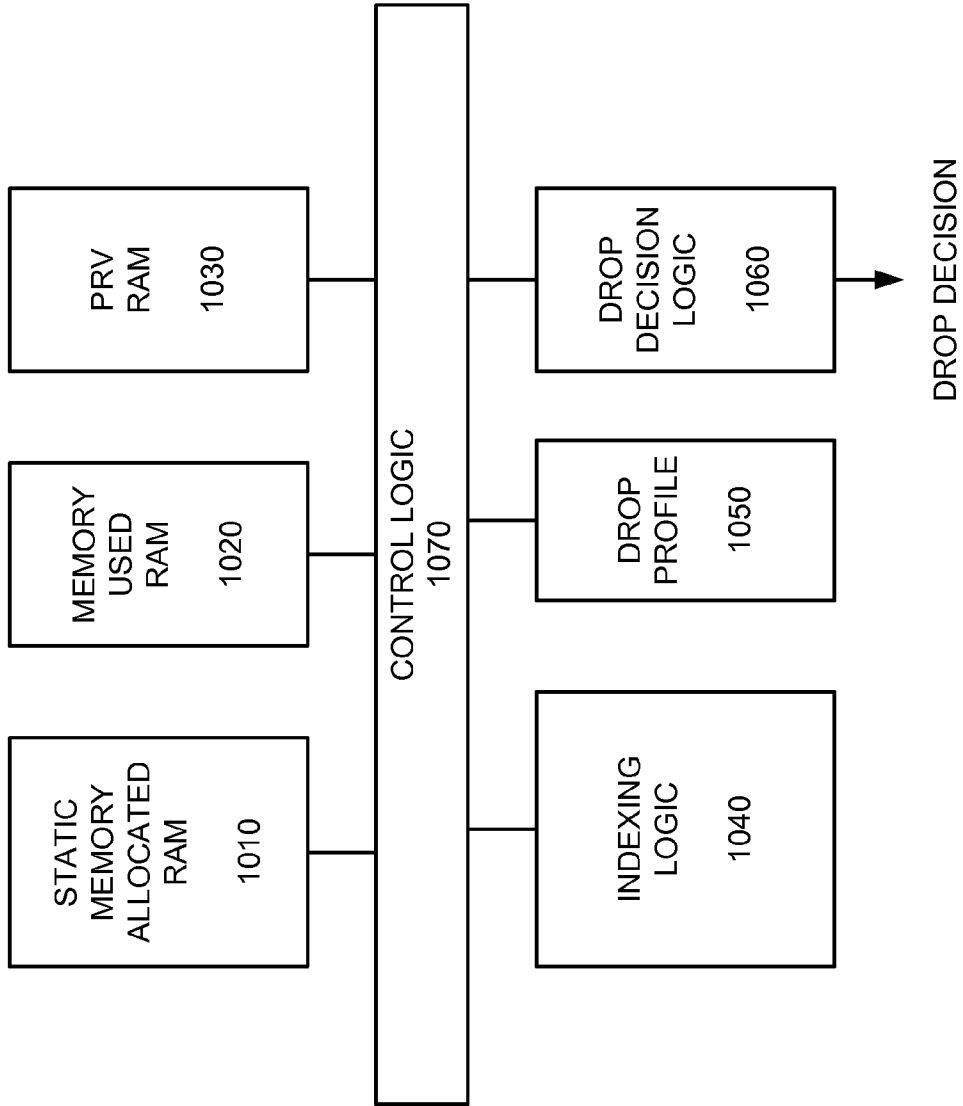 STATIC
MEMORY
ALLOCATED
RAM
1010
MEMORY
USED
RAM
1020
PRV
RAM
1030
CONTROL LOGIC
1070
INDEXING
LOGIC
1040
DROP
PROFILE
1050
DROP
DECISION
LOGIC
1060
DROP DECISION